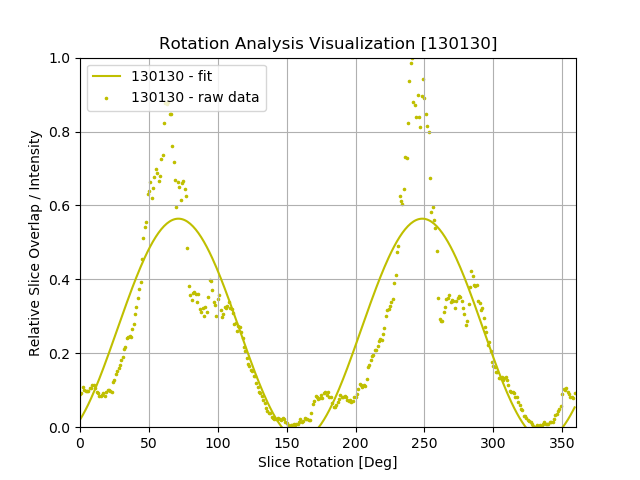 Rotation Analysis Visualization [130130]
130130 - fit
130130 - raw data
Relative Slice Overlap / Intensity
1.0
0.8
0.6
0.4
0.2
0.0
0 50 100 150 200 250 300 350
Slice Rotation [Deg]